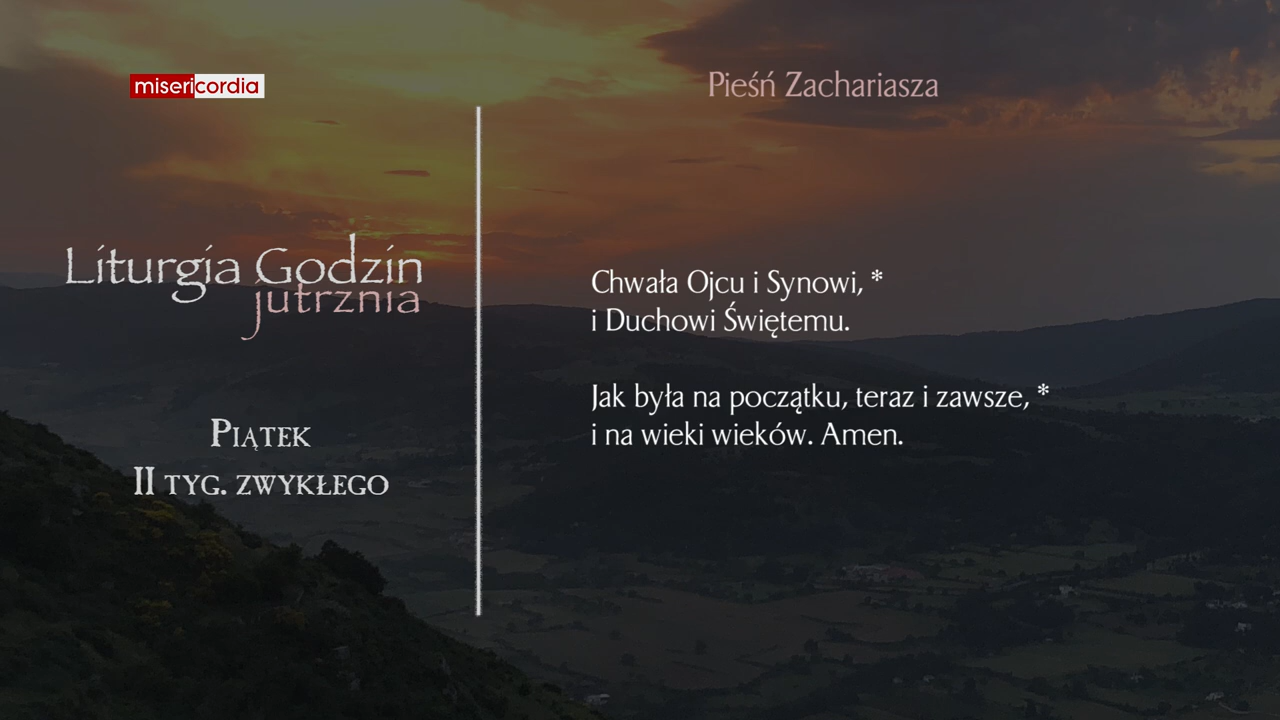 misericordia
Liturgia Godzin
jutrznia
Piątek
II tyg. zwykłego
Pieśń Zachariasza
Chwała Ojcu i Synowi, *
i Duchowi Świętemu.
Jak była na początku, teraz i zawsze, *
i na wieki wieków. Amen.